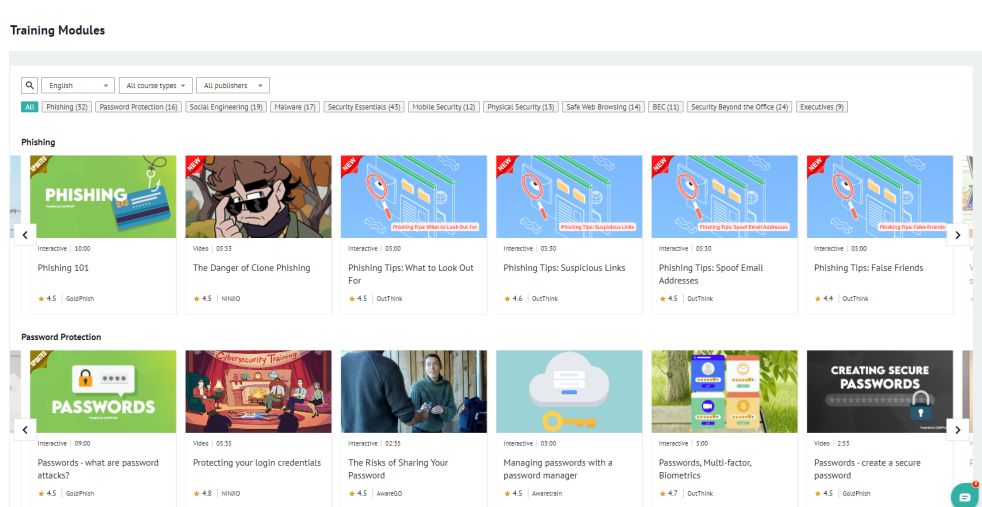 Training Modules
English
All course types
All publishers
All
Phishing (32)
Password Protection (16)
Social Engineering (19)
Malware (17)
Security Essentials (43)
Mobile Security (12)
Physical Security (13)
Safe Web Browsing (14)
BEC (11)
Security Beyond the Office (24)
Executives (9)
Phishing
UPDATE
PHISHING
NEW
NEW
Phishing Tips: What to Look Out For
NEW
Phishing Tips: Suspicious Links
NEW
Phishing Tips: Spoof Email Addresses
NEW
Phishing Tips: False Friends
Interactive | 10:00
Phishing 101
4.5 | GoldPhish
Video | 05:53
The Danger of Clone Phishing
4.5 | NINJIO
Interactive | 03:00
Phishing Tips: What to Look Out
For
4.5 | OutThink
Interactive | 05:30
Phishing Tips: Suspicious Links
4.6 | OutThink
Interactive | 05:30
Phishing Tips: Spoof Email
Addresses
4.5 | OutThink
Interactive | 03:00
Phishing Tips: False Friends
4.4 | OutThink
Password Protection
UPDATE
PASSWORDS
Cybersecurity Training
CREATING SECURE
PASSWORDS
Interactive | 09:00
Passwords - what are password
attacks?
4.5 | GoldPhish
Video | 05:35
Protecting your login credentials
4.8 | NINJIO
Interactive | 02:35
The Risks of Sharing Your
Password
4.5 | AwareGO
Interactive | 03:00
Managing passwords with a
password manager
4.5 | Awaretrain
Interactive | 5:00
Passwords, Multi-factor,
Biometrics
4.7 | OutThink
Video | 2:53
Passwords - create a secure
password
4.5 | GoldPhish